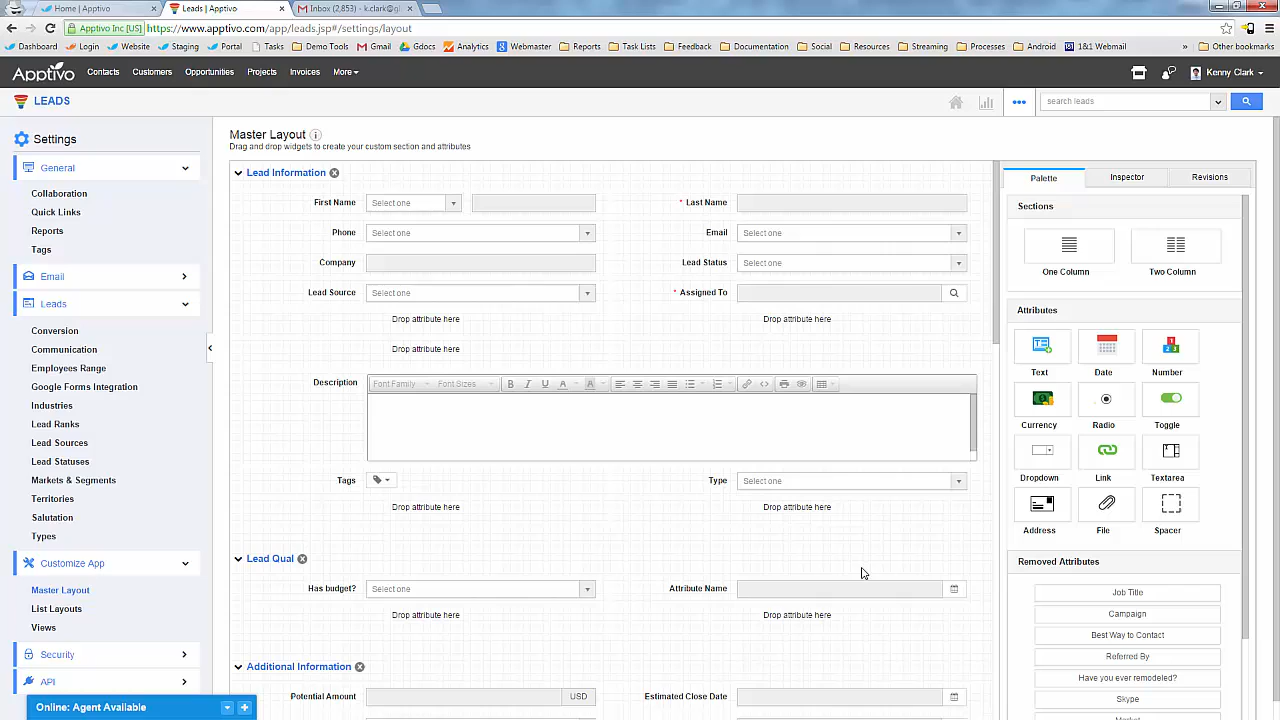 Home | Apptivo
Leads | Apptivo
Inbox (2,853) - k.clark@gl
Apptivo Inc [US]
https://www.apptivo.com/app/leads.jsp#/settings/layout
Dashboard
Login
Website
Staging
Portal
Tasks
Demo Tools
Gmail
Gdocs
Analytics
Webmaster
Reports
Task Lists
Feedback
Documentation
Social
Resources
Streaming
Processes
Android
1&1 Webmail
»
Other bookmarks
Apptivo
Contacts
Customers
Opportunities
Projects
Invoices
More
Kenny Clark
LEADS
search leads
Settings
General
Collaboration
Quick Links
Reports
Tags
Email
Leads
Conversion
Communication
Employees Range
Google Forms Integration
Industries
Lead Ranks
Lead Sources
Lead Statuses
Markets & Segments
Territories
Salutation
Types
Customize App
Master Layout
List Layouts
Views
Security
API
Online: Agent Available
Master Layout
Drag and drop widgets to create your custom section and attributes
Lead Information
First Name Select one
* Last Name
Phone Select one
Email Select one
Company
Lead Status Select one
Lead Source Select one
* Assigned To
Drop attribute here
Drop attribute here
Drop attribute here
Description
Font Family Font Sizes B I U A A
Tags
Type Select one
Drop attribute here
Drop attribute here
Lead Qual
Has budget? Select one
Attribute Name
Drop attribute here
Drop attribute here
Additional Information
Potential Amount USD
Estimated Close Date
Palette
Inspector
Revisions
Sections
One Column
Two Column
Attributes
Text
Date
Number
Currency
Radio
Toggle
Dropdown
Link
Textarea
Address
File
Spacer
Removed Attributes
Job Title
Campaign
Best Way to Contact
Referred By
Have you ever remodeled?
Skype
Market